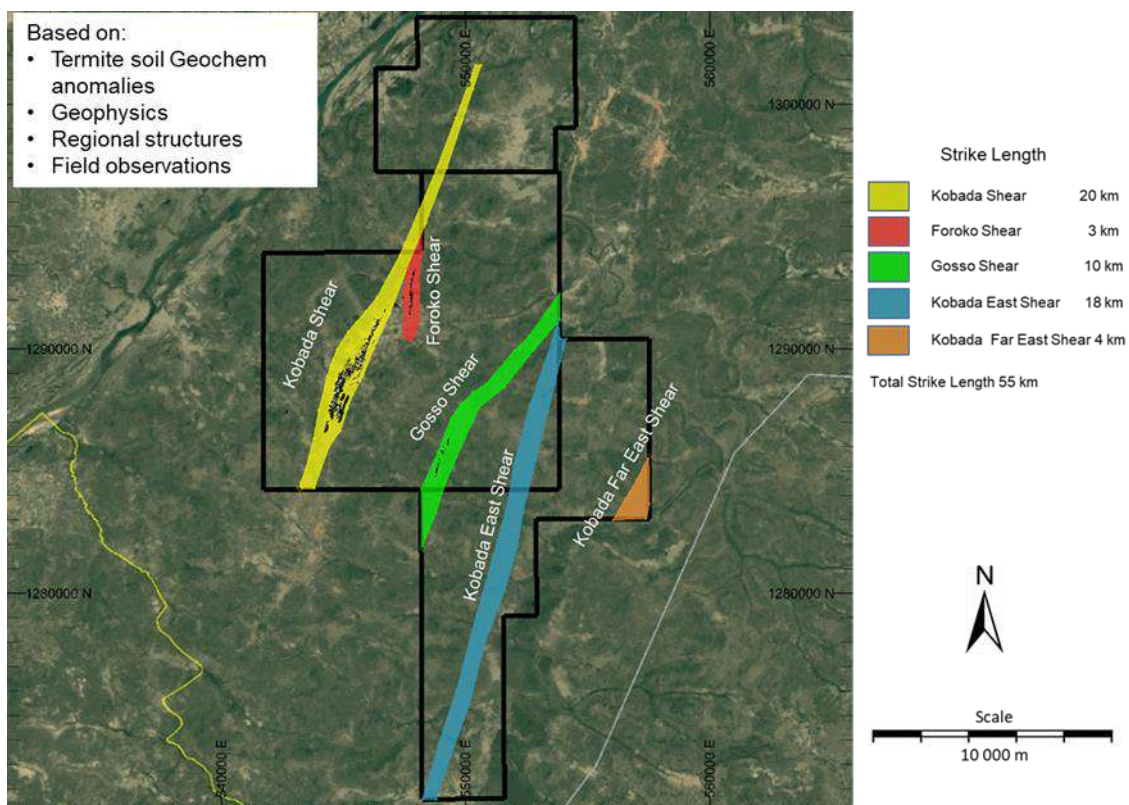 Based on:
• Termite soil Geochem
anomalies
• Geophysics
• Regional structures
• Field observations
550000 E
560000 E
1300000 N
1300000 N
Kobada Shear
Foroko Shear
1290000 N
1290000 N
Gosso Shear
Kobada East Shear
Kobada Far East Shear
1280000 N
1280000 N
540000 E
550000 E
560000 E
Strike Length
Kobada Shear 20 km
Foroko Shear 3 km
Gosso Shear 10 km
Kobada East Shear 18 km
Kobada Far East Shear 4 km
Total Strike Length 55 km
N
Scale
10 000 m